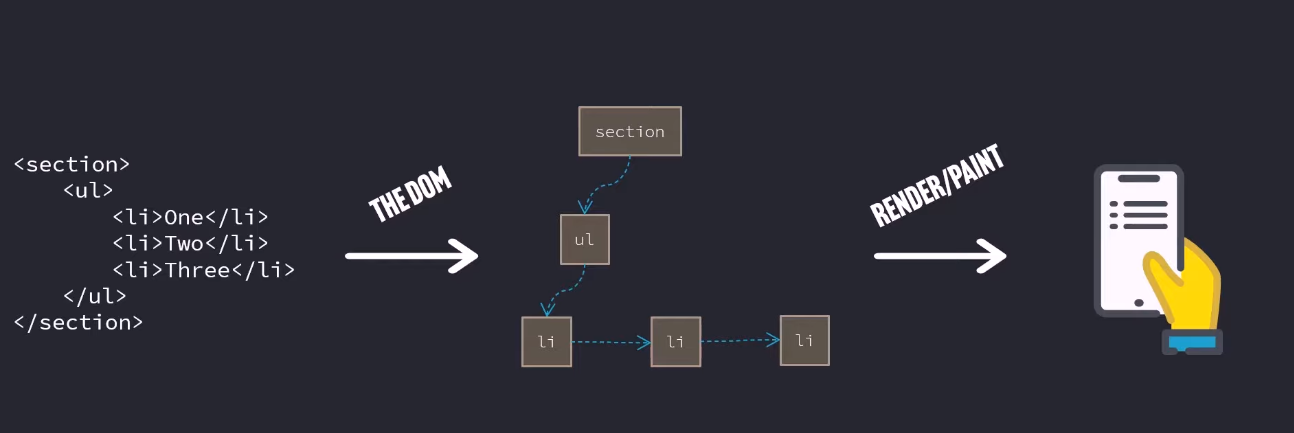 <section>
<ul>
<li>One</li>
<li>Two</li>
<li>Three</li>
</ul>
</section>
THE DOM
section
ul
li
li
li
RENDER/PAINT